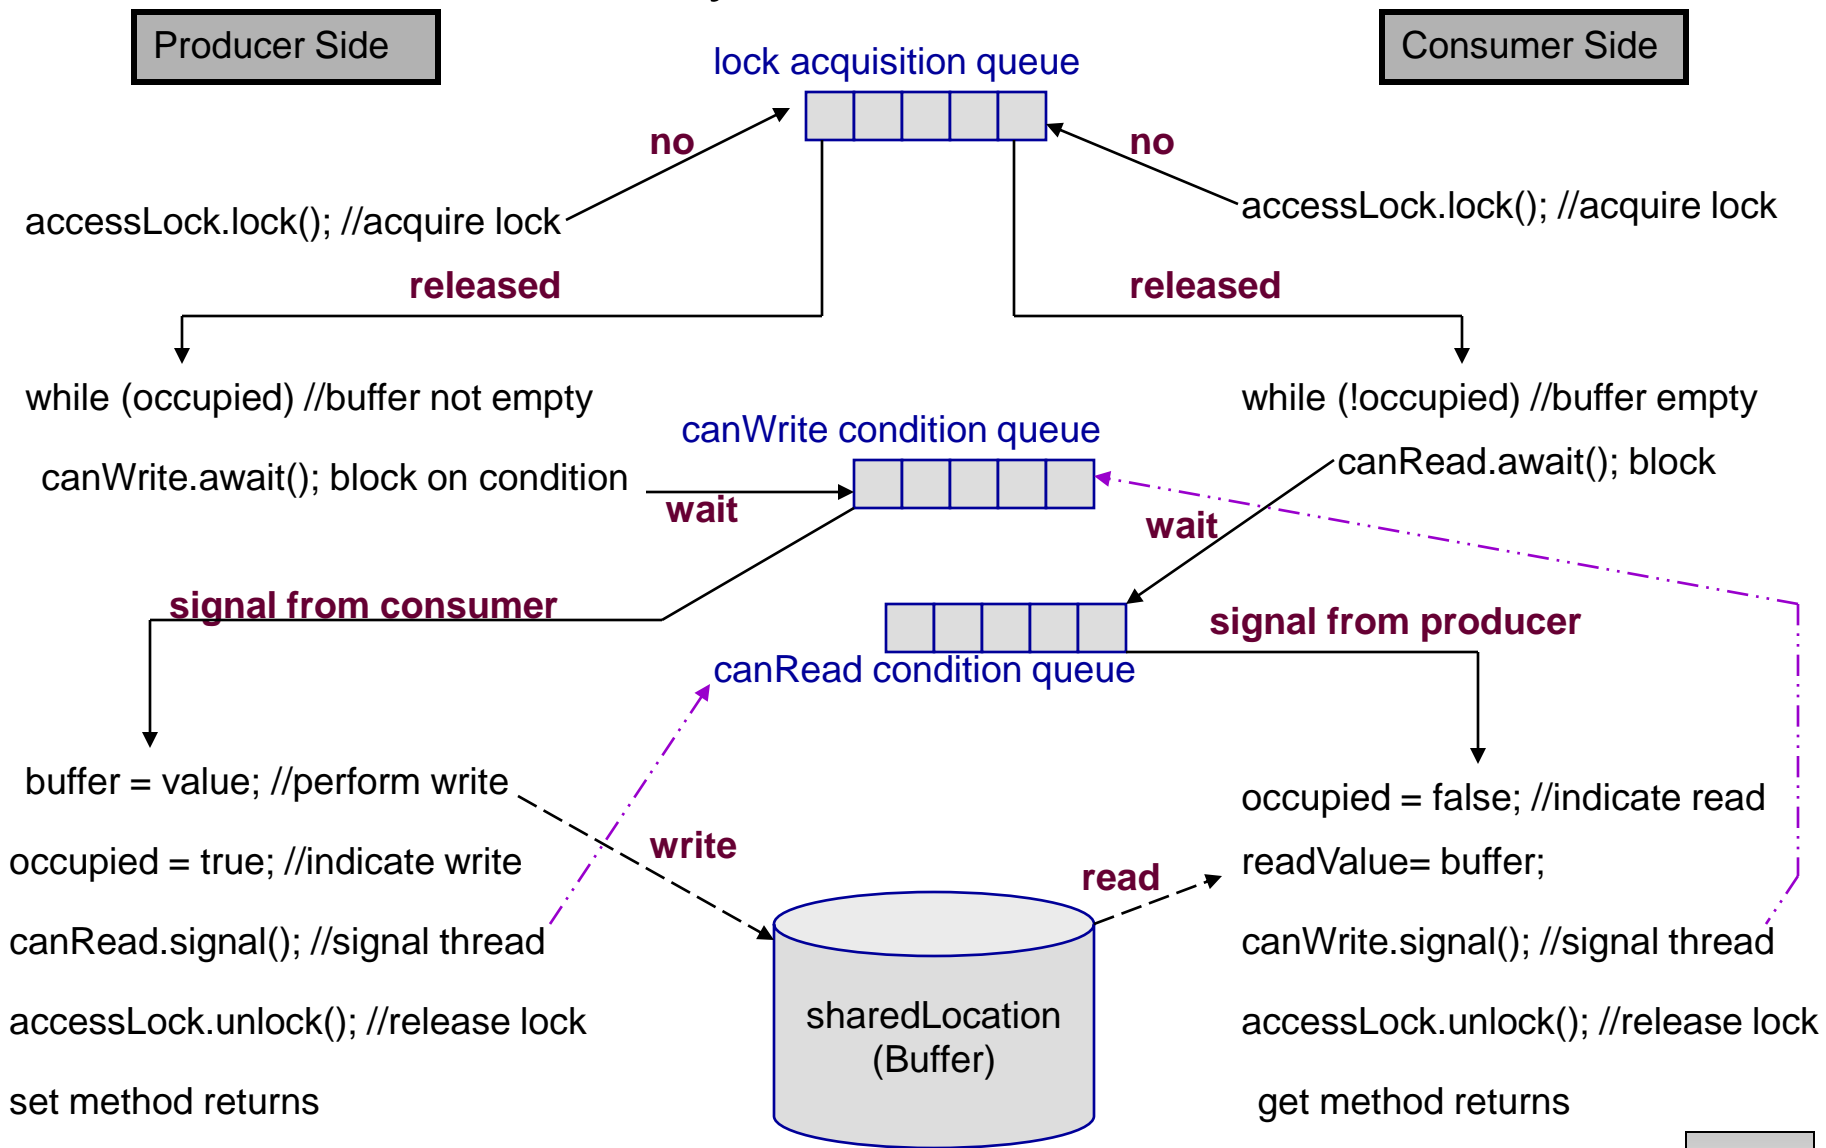 Producer Side
Consumer Side
lock acquisition queue
no
no
accessLock.lock(); //acquire lock
accessLock.lock(); //acquire lock
released
released
while (occupied) //buffer not empty
while (!occupied) //buffer empty
canWrite condition queue
canWrite.await(); block on condition
canRead.await(); block
wait
wait
signal from consumer
signal from producer
canRead condition queue
buffer = value; //perform write
occupied = false; //indicate read
write
occupied = true; //indicate write
readValue= buffer;
read
canRead.signal(); //signal thread
canWrite.signal(); //signal thread
sharedLocation
(Buffer)
accessLock.unlock(); //release lock
accessLock.unlock(); //release lock
set method returns
get method returns